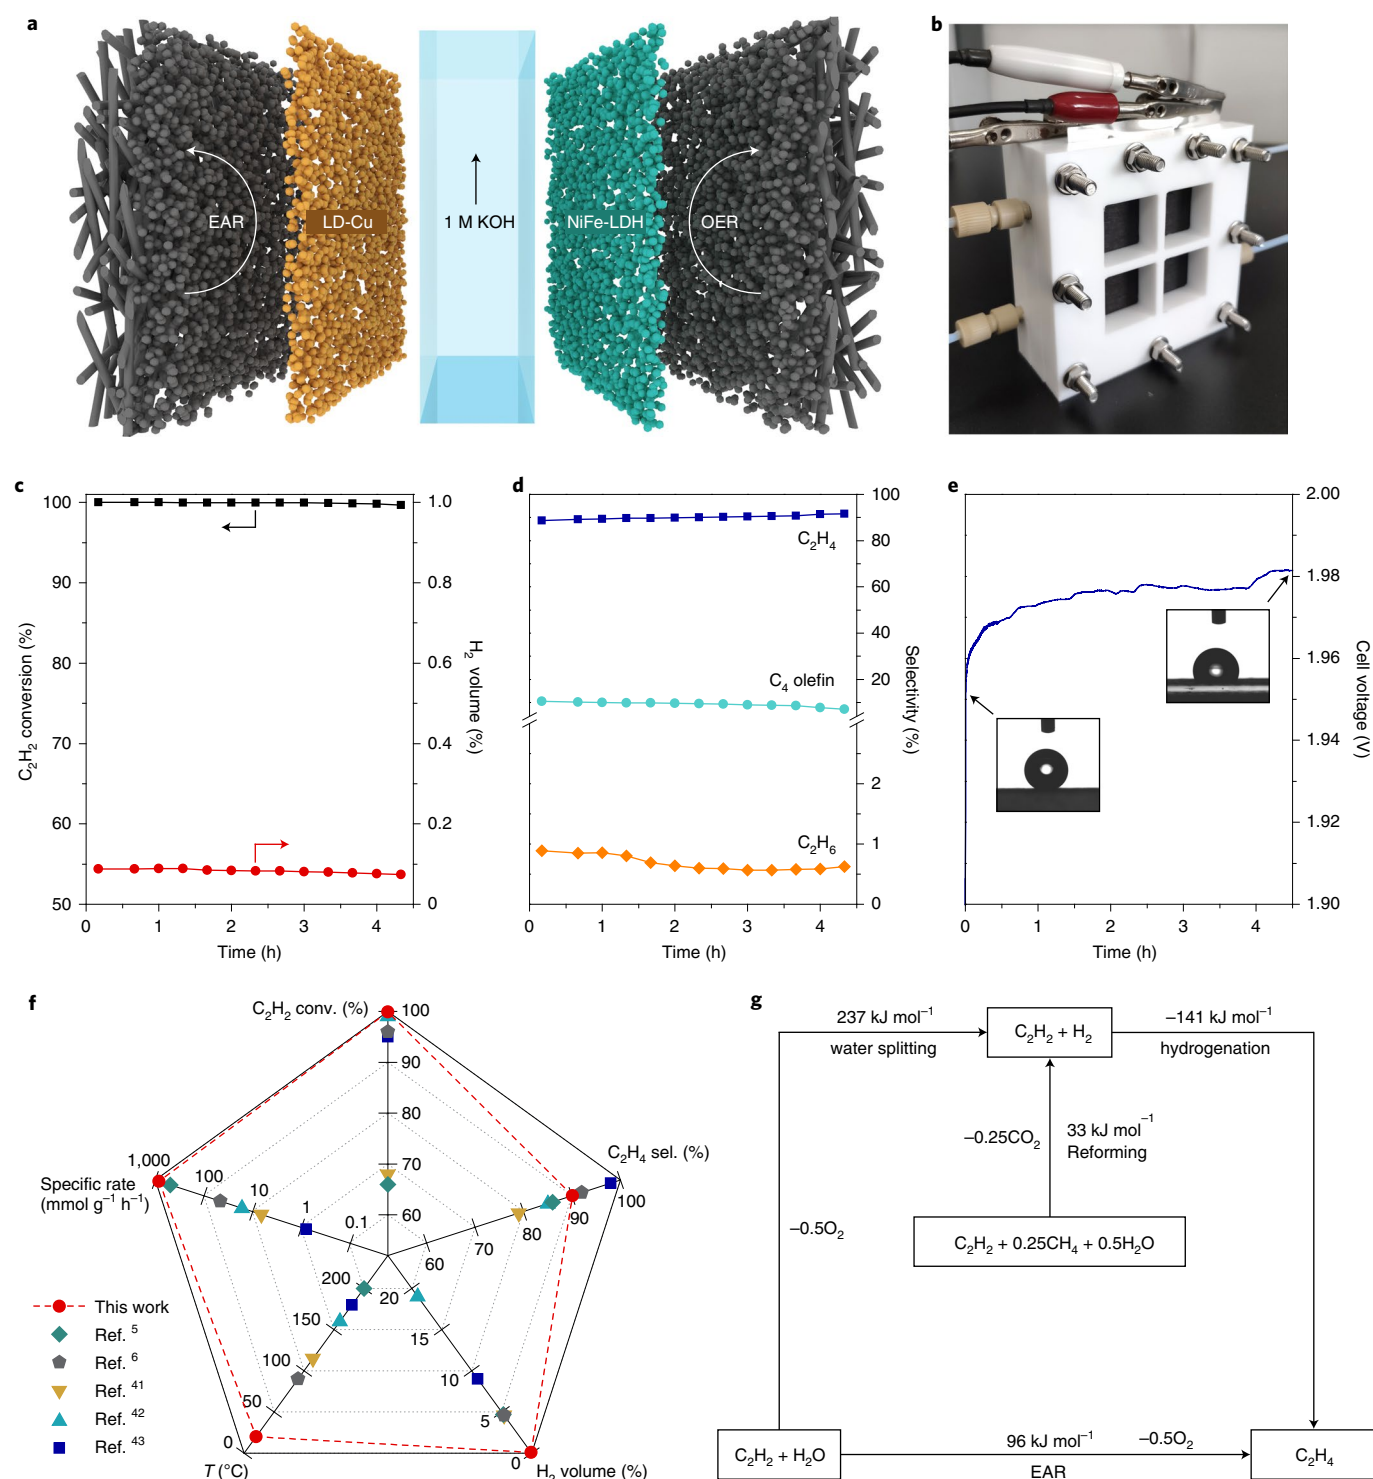 a
EAR
LD-Cu
1 M KOH
NiFe-LDH
OER
b
c
100
90
80
70
60
50
C₂H₂ conversion (%)
1.0
0.8
0.6
0.4
0.2
0
H₂ volume (%)
0 1 2 3 4
Time (h)
d
C₂H₄
C₄ olefin
C₂H₆
100
80
60
40
20
2
1
0
Selectivity (%)
0 1 2 3 4
Time (h)
e
2.00
1.98
1.96
1.94
1.92
1.90
Cell voltage (V)
0 1 2 3 4
Time (h)
f
C₂H₂ conv. (%)
100
90
80
70
60
C₂H₄ sel. (%)
100
90
80
70
60
H₂ volume (%)
20
15
10
5
0
T (°C)
200
150
100
50
0
Specific rate
(mmol g⁻¹ h⁻¹)
1,000
100
10
1
0.1
This work
Ref. ⁵
Ref. ⁶
Ref. ⁴¹
Ref. ⁴²
Ref. ⁴³
g
237 kJ mol⁻¹
water splitting
C₂H₂ + H₂
–141 kJ mol⁻¹
hydrogenation
–0.25CO₂
33 kJ mol⁻¹
Reforming
–0.5O₂
C₂H₂ + 0.25CH₄ + 0.5H₂O
C₂H₂ + H₂O
96 kJ mol⁻¹
–0.5O₂
EAR
C₂H₄